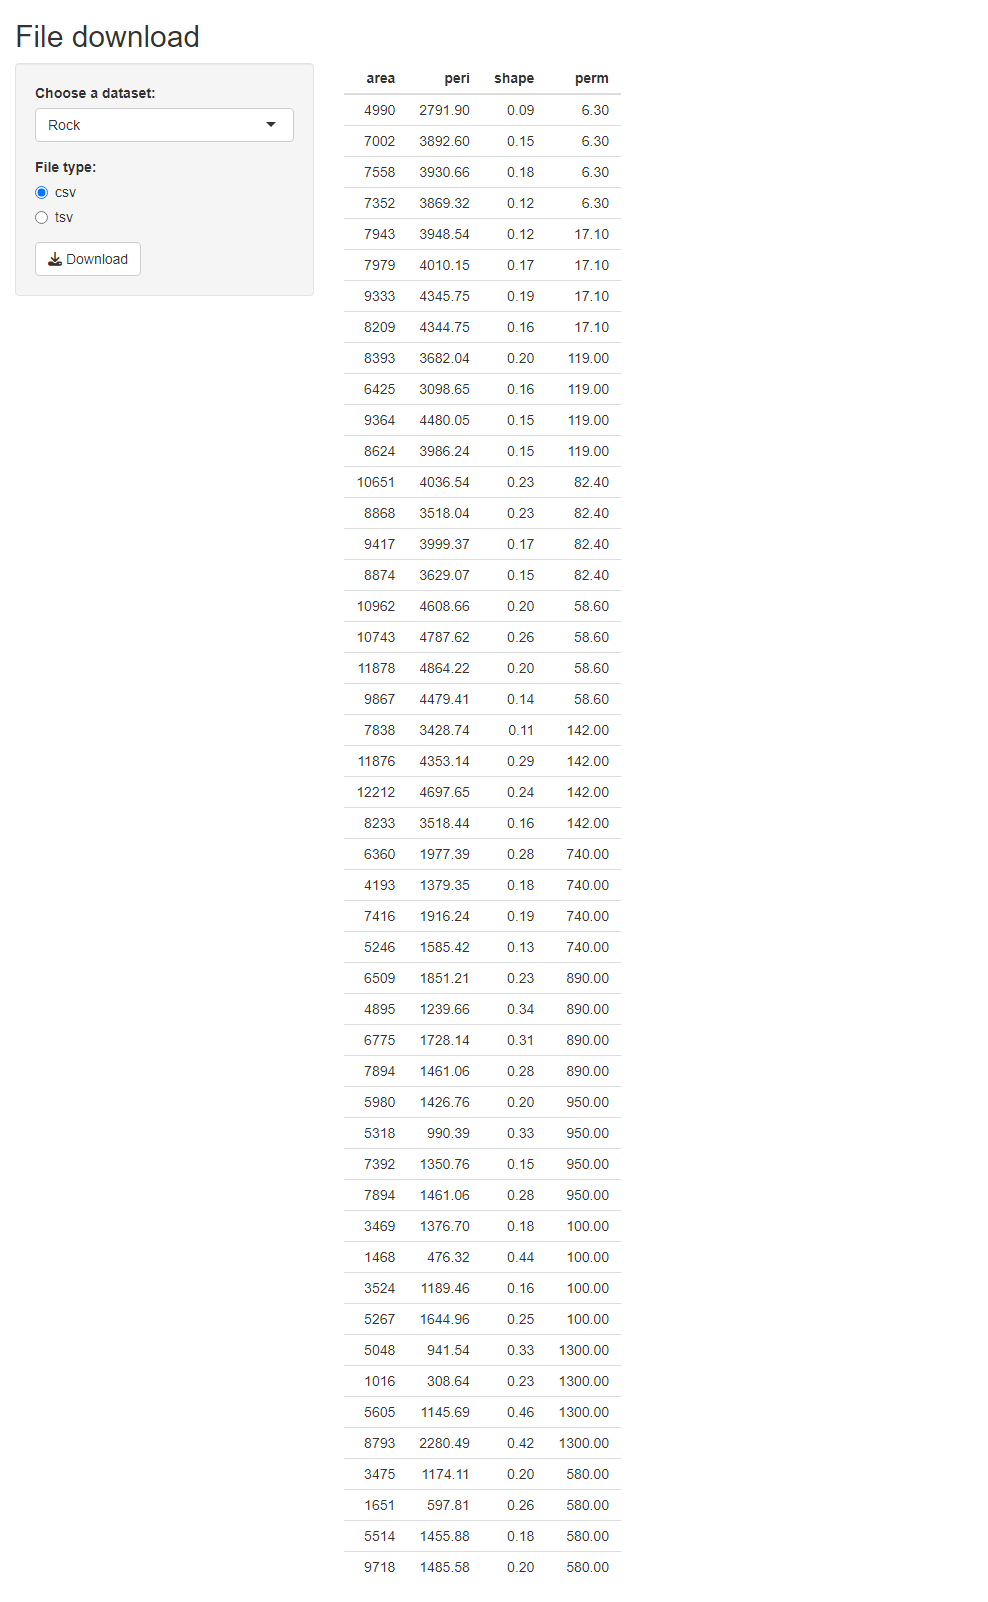 File download
Choose a dataset:
Rock
File type:
csv
tsv
Download
area peri shape perm
4990 2791.90 0.09 6.30
7002 3892.60 0.15 6.30
7558 3930.66 0.18 6.30
7352 3869.32 0.12 6.30
7943 3948.54 0.12 17.10
7979 4010.15 0.17 17.10
9333 4345.75 0.19 17.10
8209 4344.75 0.16 17.10
8393 3682.04 0.20 119.00
6425 3098.65 0.16 119.00
9364 4480.05 0.15 119.00
8624 3986.24 0.15 119.00
10651 4036.54 0.23 82.40
8868 3518.04 0.23 82.40
9417 3999.37 0.17 82.40
8874 3629.07 0.15 82.40
10962 4608.66 0.20 58.60
10743 4787.62 0.26 58.60
11878 4864.22 0.20 58.60
9867 4479.41 0.14 58.60
7838 3428.74 0.11 142.00
11876 4353.14 0.29 142.00
12212 4697.65 0.24 142.00
8233 3518.44 0.16 142.00
6360 1977.39 0.28 740.00
4193 1379.35 0.18 740.00
7416 1916.24 0.19 740.00
5246 1585.42 0.13 740.00
6509 1851.21 0.23 890.00
4895 1239.66 0.34 890.00
6775 1728.14 0.31 890.00
7894 1461.06 0.28 890.00
5980 1426.76 0.20 950.00
5318 990.39 0.33 950.00
7392 1350.76 0.15 950.00
7894 1461.06 0.28 950.00
3469 1376.70 0.18 100.00
1468 476.32 0.44 100.00
3524 1189.46 0.16 100.00
5267 1644.96 0.25 100.00
5048 941.54 0.33 1300.00
1016 308.64 0.23 1300.00
5605 1145.69 0.46 1300.00
8793 2280.49 0.42 1300.00
3475 1174.11 0.20 580.00
1651 597.81 0.26 580.00
5514 1455.88 0.18 580.00
9718 1485.58 0.20 580.00